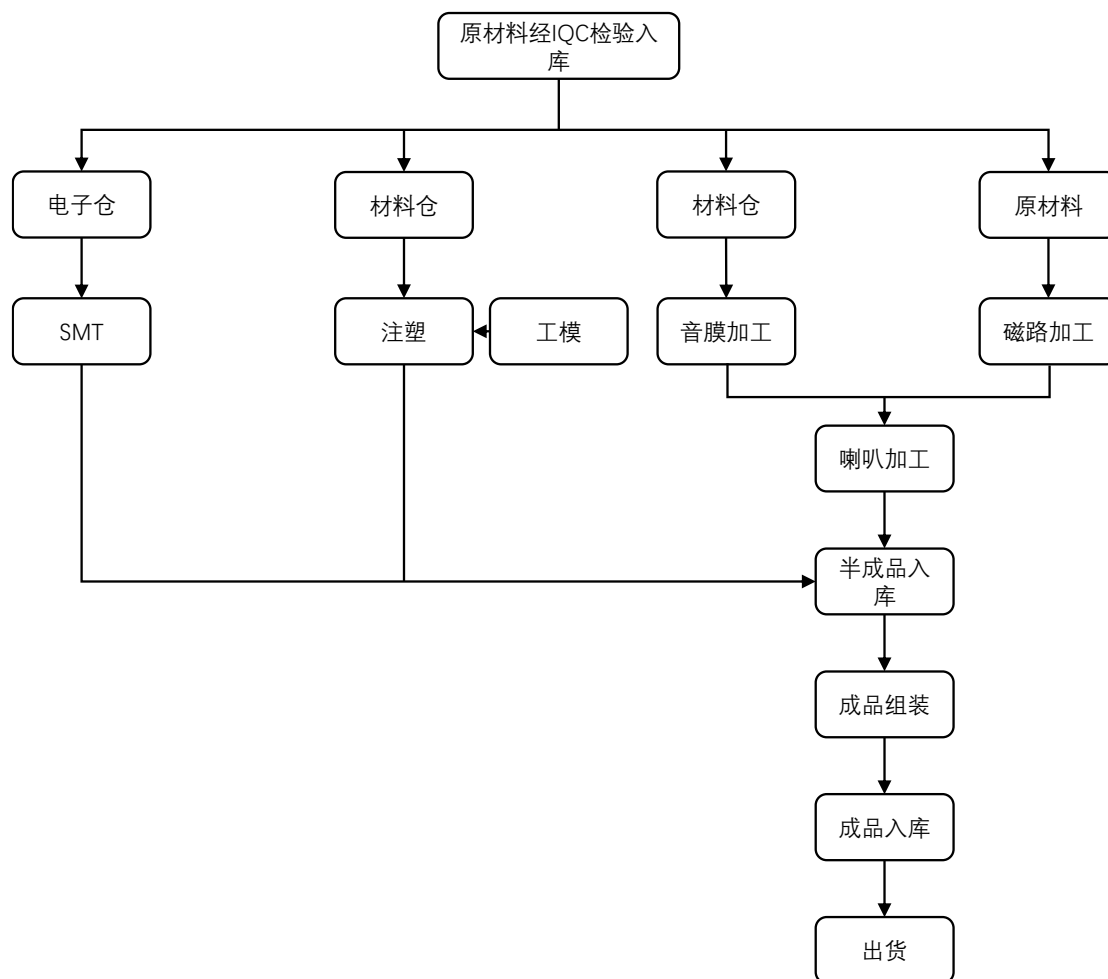 原材料经IQC检验入
库
电子仓
材料仓
材料仓
原材料
SMT
注塑
工模
音膜加工
磁路加工
喇叭加工
半成品入
库
成品组装
成品入库
出货